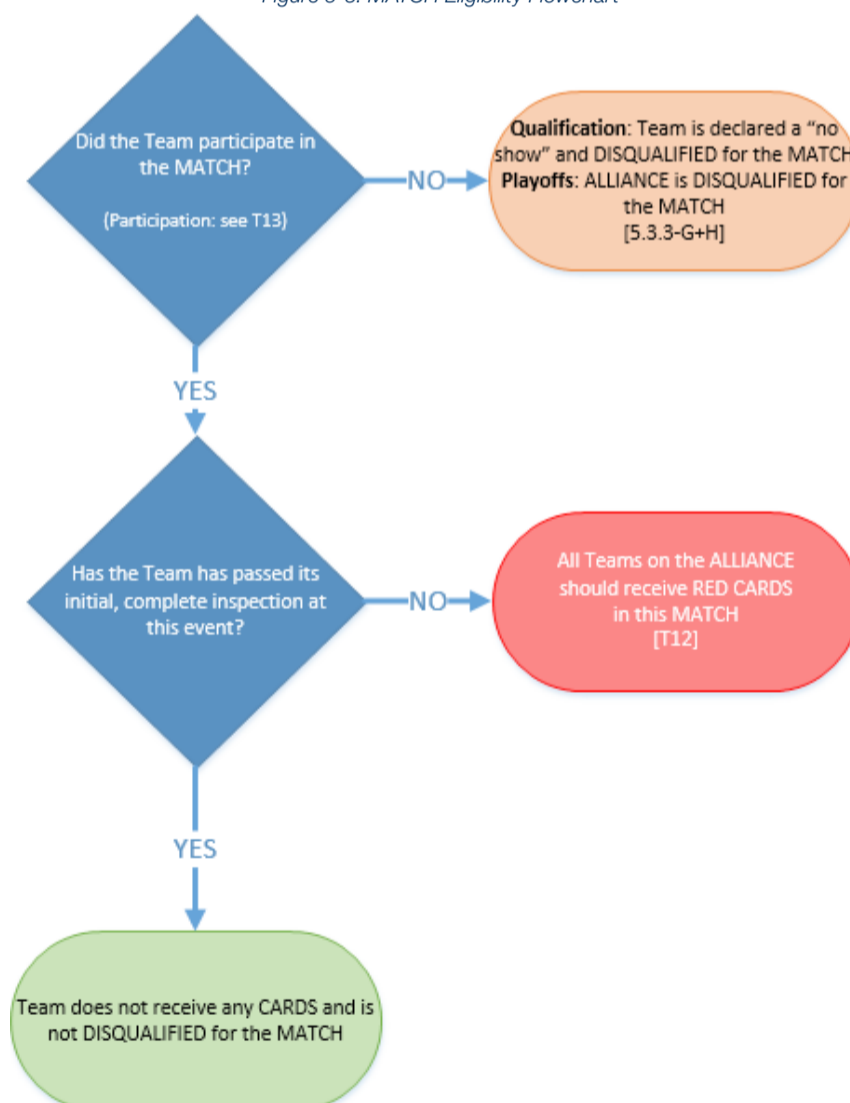 Did the Team participate in
the MATCH?
(Participation: see T13)
NO
Qualification: Team is declared a “no
show” and DISQUALIFIED for the MATCH
Playoffs: ALLIANCE is DISQUALIFIED for
the MATCH
[5.3.3-G+H]
YES
Has the Team has passed its
initial, complete inspection at
this event?
NO
All Teams on the ALLIANCE
should receive RED CARDS
in this MATCH
[T12]
YES
Team does not receive any CARDS and is
not DISQUALIFIED for the MATCH